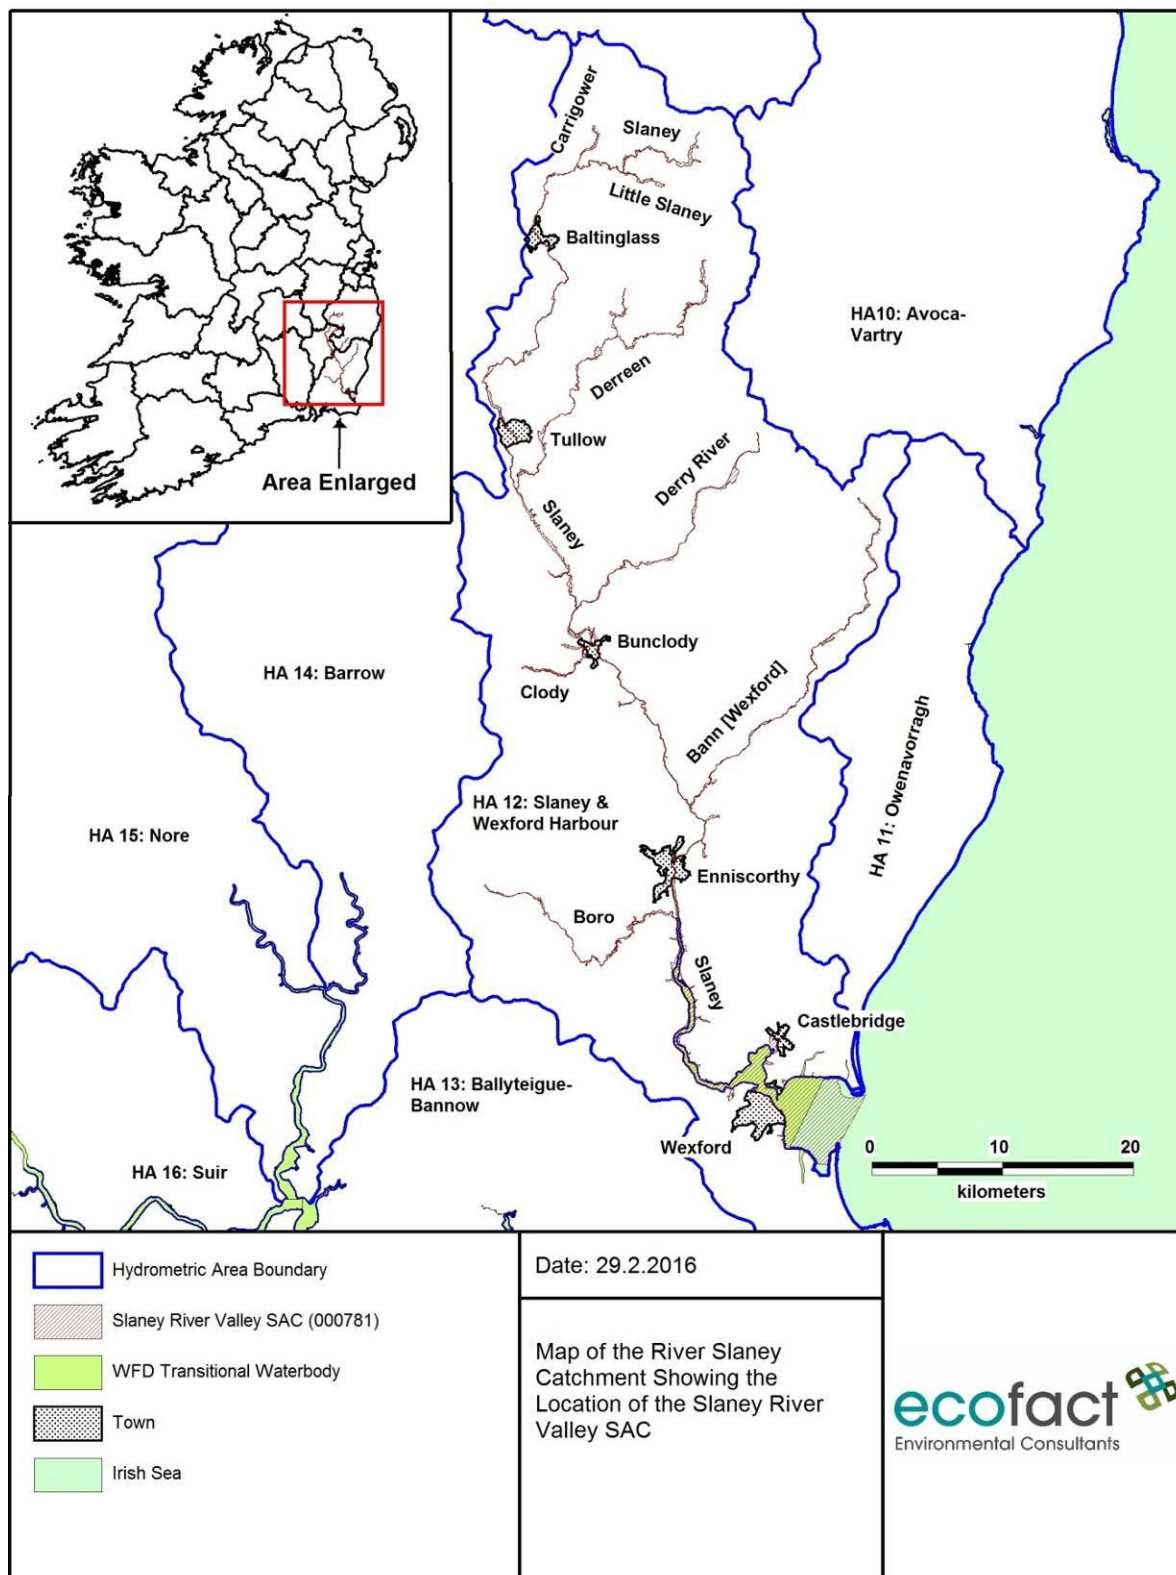 Area Enlarged
Carrigower
Slaney
Little Slaney
Baltinglass
HA10: Avoca-
Vartry
Derreen
Tullow
Derry River
Slaney
Bunclody
HA 14: Barrow
Clody
Bann [Wexford]
HA 11: Owenavorragh
HA 12: Slaney &
Wexford Harbour
HA 15: Nore
Enniscorthy
Boro
Slaney
Castlebridge
HA 13: Ballyteigue-
Bannow
Wexford
HA 16: Suir
0 10 20
kilometers
Hydrometric Area Boundary
Slaney River Valley SAC (000781)
WFD Transitional Waterbody
Town
Irish Sea
Date: 29.2.2016
Map of the River Slaney
Catchment Showing the
Location of the Slaney River
Valley SAC
ecofact
Environmental Consultants